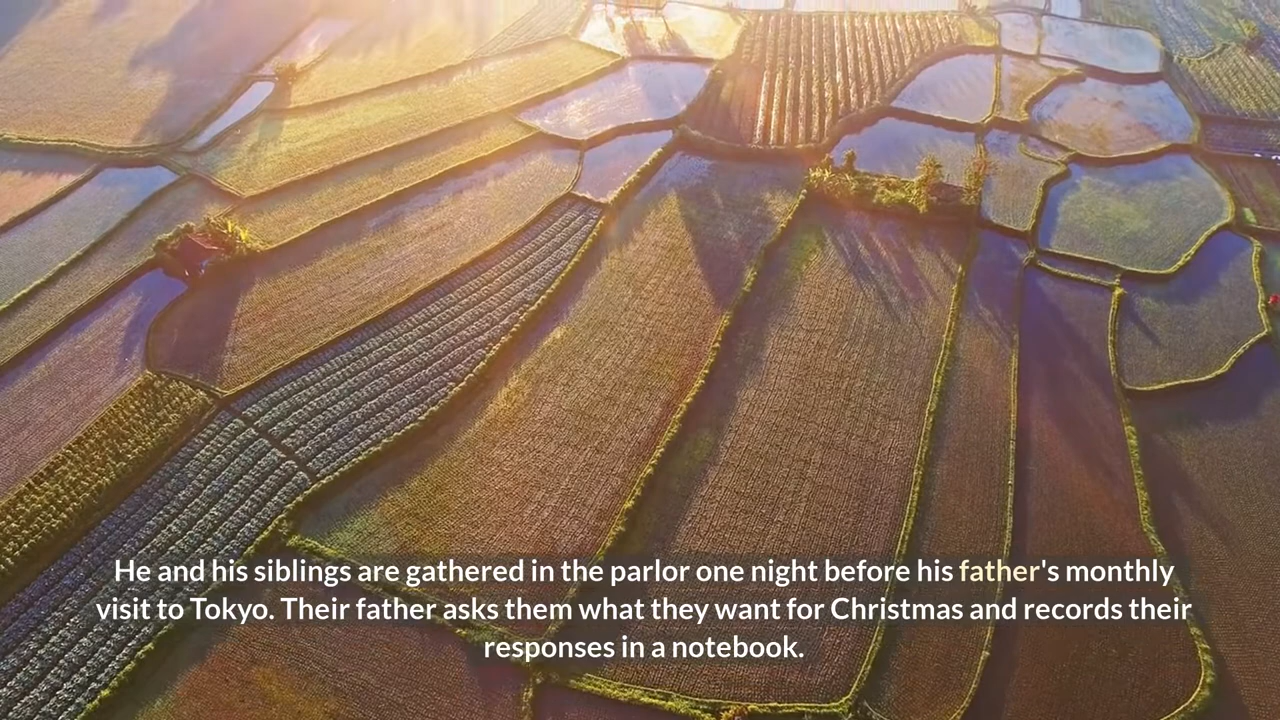 He and his siblings are gathered in the parlor one night before his father's monthly
visit to Tokyo. Their father asks them what they want for Christmas and records their
responses in a notebook.